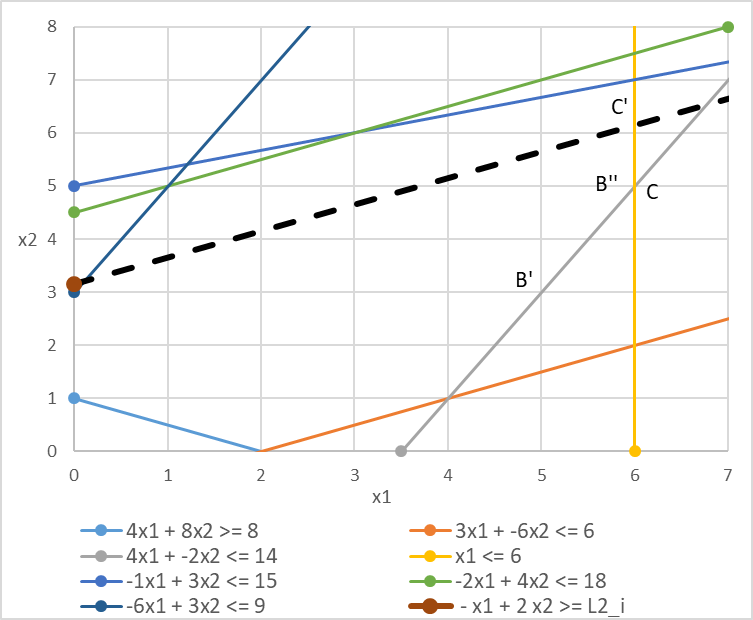 8
7
C'
6
5
B''
C
x2
4
B'
3
2
1
0
0 1 2 3 4 5 6 7
x1
4x1 + 8x2 >= 8
3x1 + -6x2 <= 6
4x1 + -2x2 <= 14
x1 <= 6
-1x1 + 3x2 <= 15
-2x1 + 4x2 <= 18
-6x1 + 3x2 <= 9
- x1 + 2 x2 >= L2_i